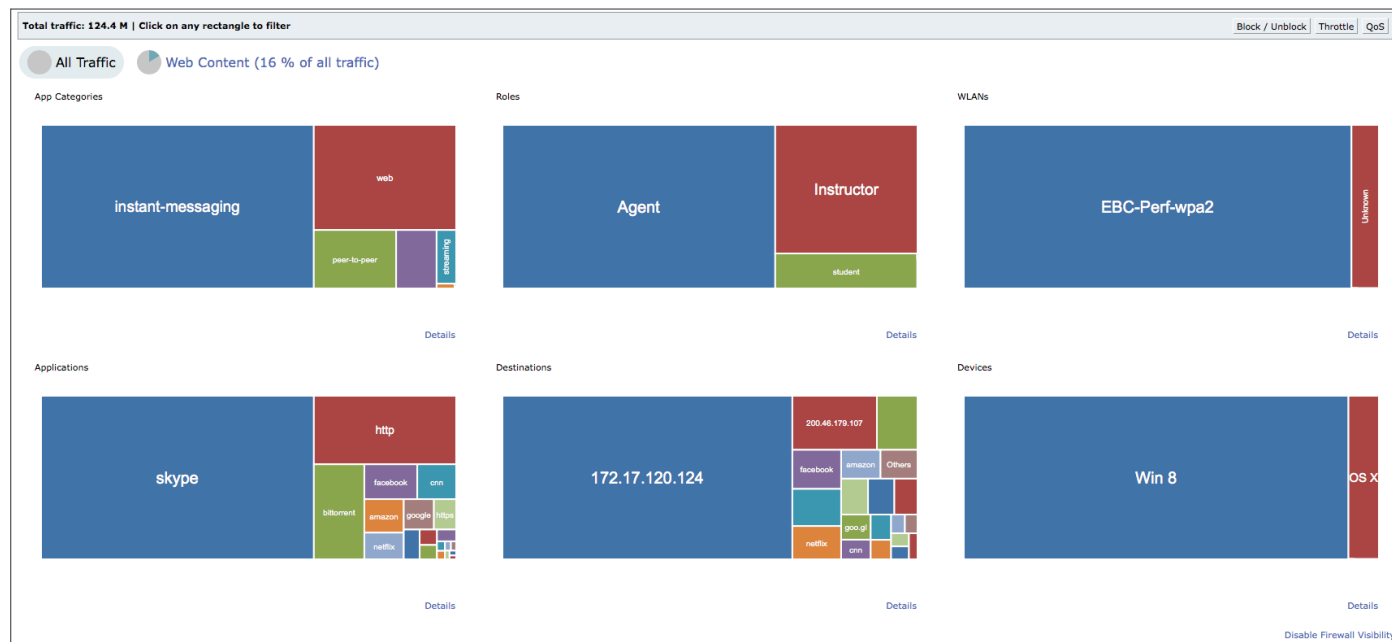 Total traffic: 124.4 M | Click on any rectangle to filter
Block / Unblock
Throttle
QoS
All Traffic
Web Content (16 % of all traffic)
App Categories
instant-messaging
web
peer-to-peer
streaming
Details
Roles
Agent
Instructor
student
Details
WLANs
EBC-Perf-wpa2
Unknown
Details
Applications
skype
http
bittorrent
facebook
cnn
amazon
google
https
netflix
Details
Destinations
172.17.120.124
200.46.179.107
facebook
amazon
Others
goo.gl
netflix
cnn
Details
Devices
Win 8
OS X
Details
Disable Firewall Visibility